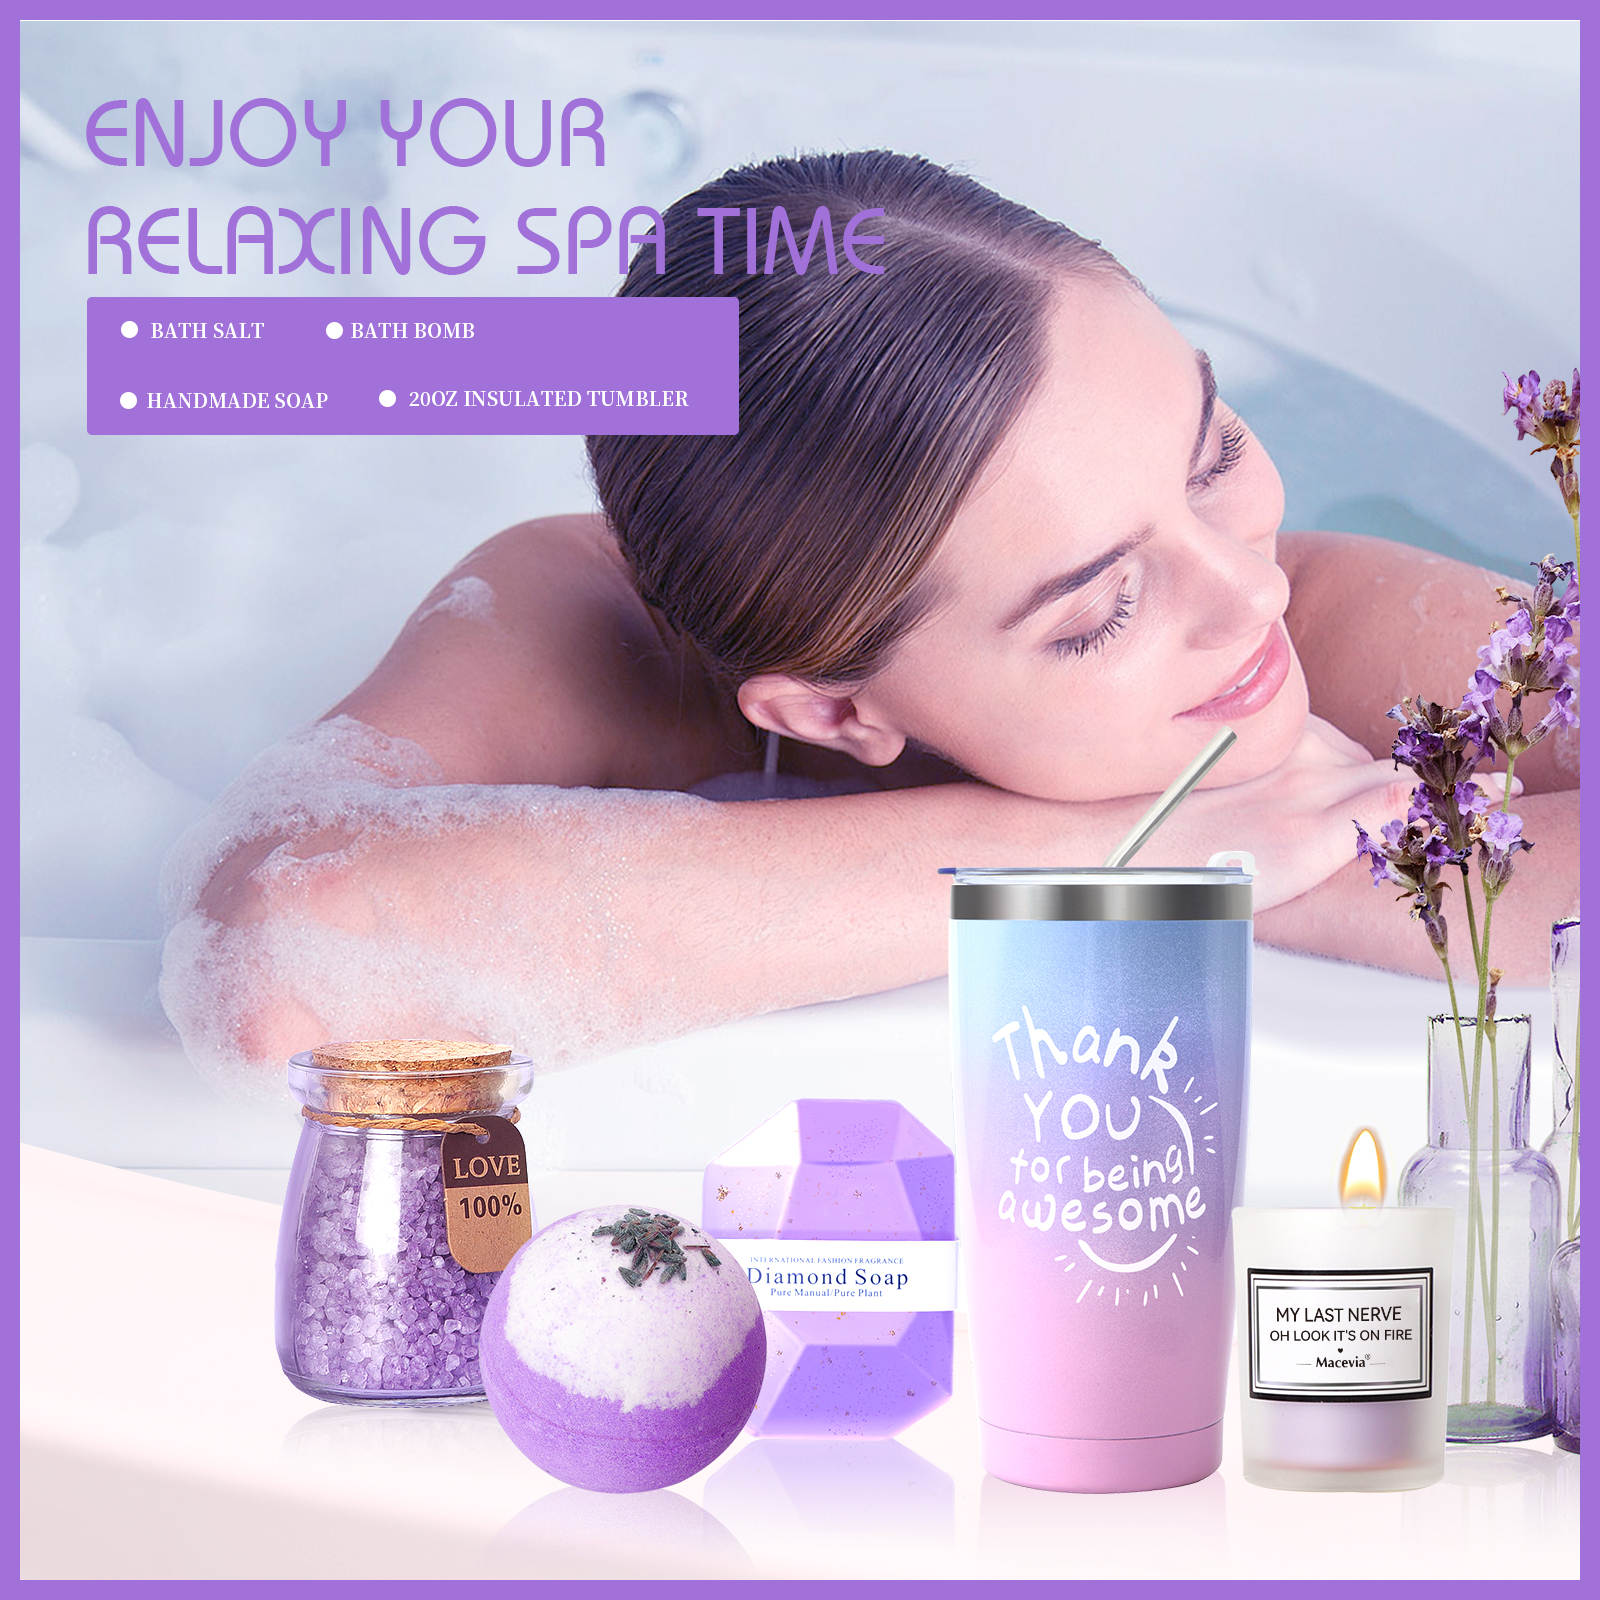 ENJOY YOUR
RELAXING SPA TIME
BATH SALT
BATH BOMB
HANDMADE SOAP
20OZ INSULATED TUMBLER
LOVE
100%
INTERNATIONAL FASHION FRAGRANCE
Diamond Soap
Pure Manual/Pure Plant
Thank
YOU
for being
awesome
MY LAST NERVE
OH LOOK IT'S ON FIRE
Macevia®